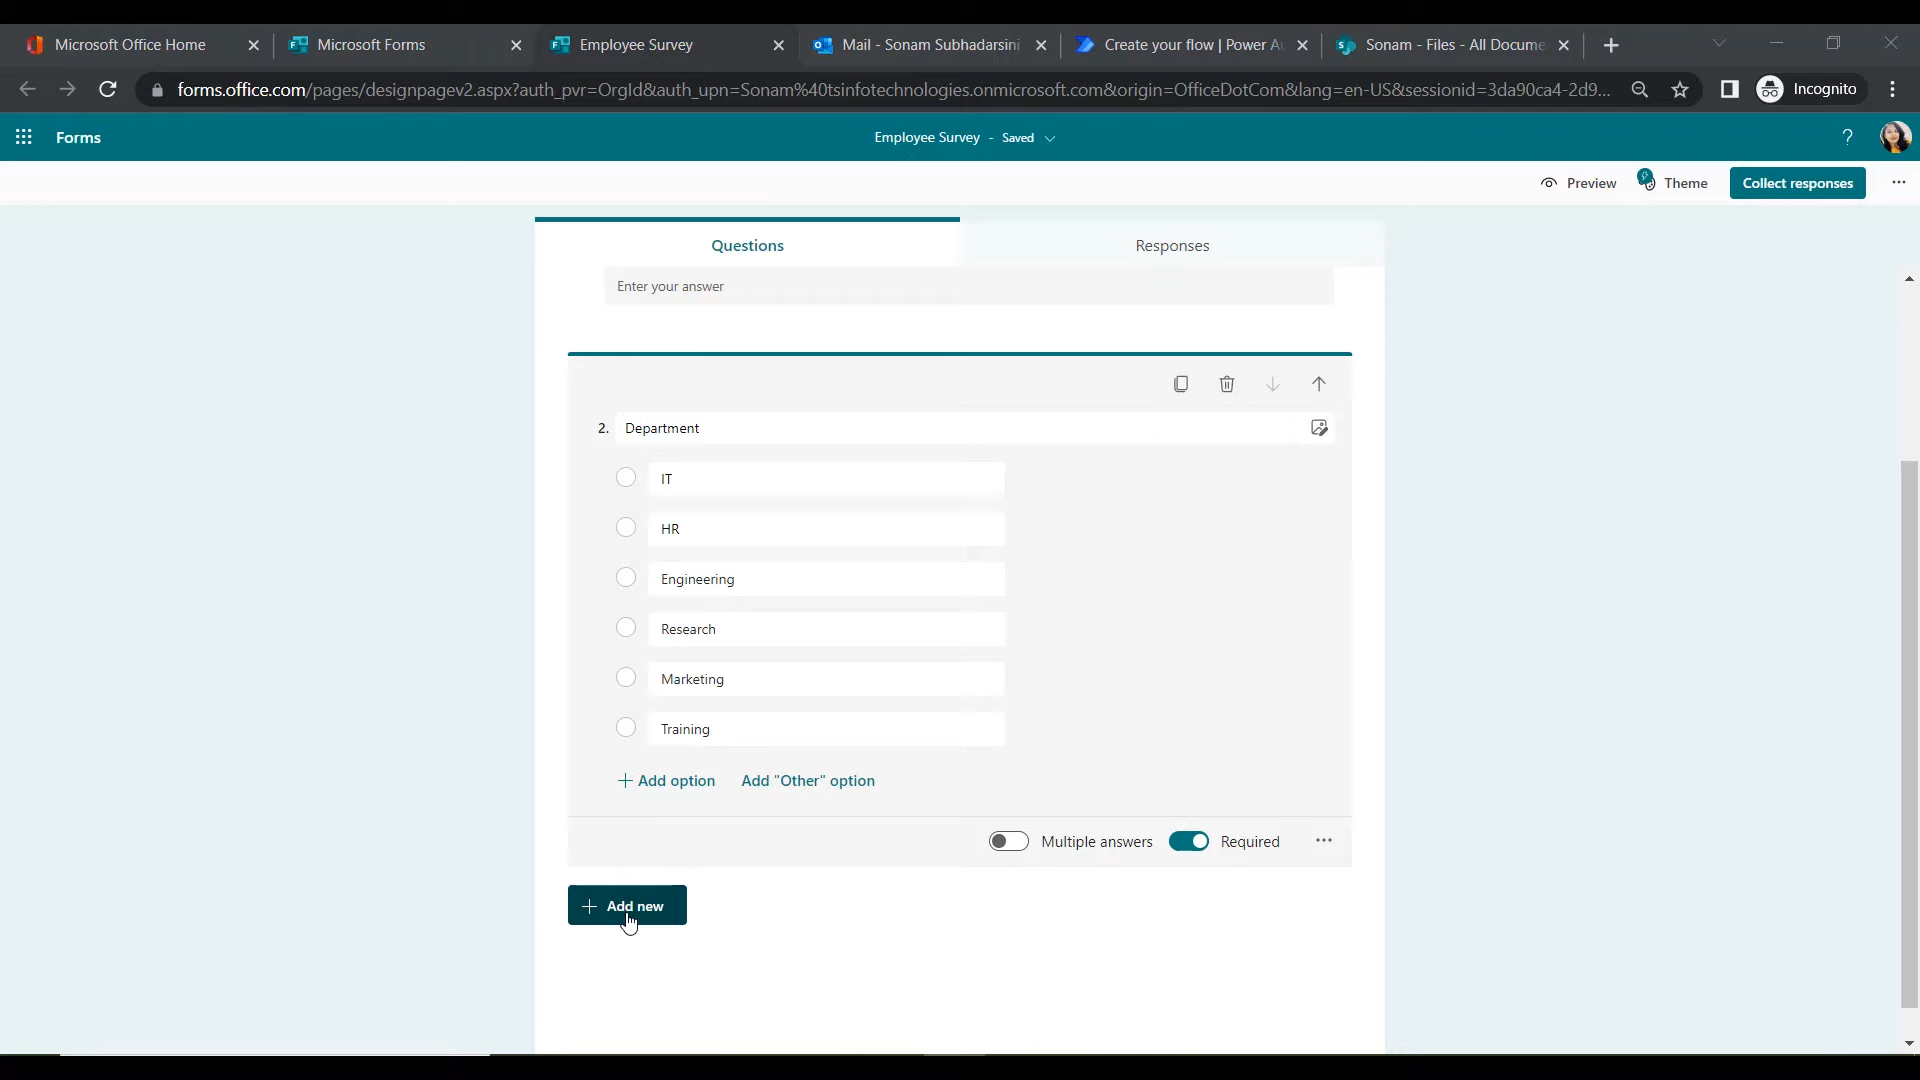 Microsoft Office Home
Microsoft Forms
Employee Survey
Mail - Sonam Subhadarsini
Create your flow | Power Au
Sonam - Files - All Docume
forms.office.com/pages/designpagev2.aspx?auth_pvr=OrgId&auth_upn=Sonam%40tsinfotechnologies.onmicrosoft.com&origin=OfficeDotCom&lang=en-US&sessionid=3da90ca4-2d9...
Incognito
Forms
Employee Survey - Saved
?
Preview
Theme
Collect responses
Questions
Responses
Enter your answer
2. Department
IT
HR
Engineering
Research
Marketing
Training
+ Add option
Add "Other" option
Multiple answers
Required
+ Add new